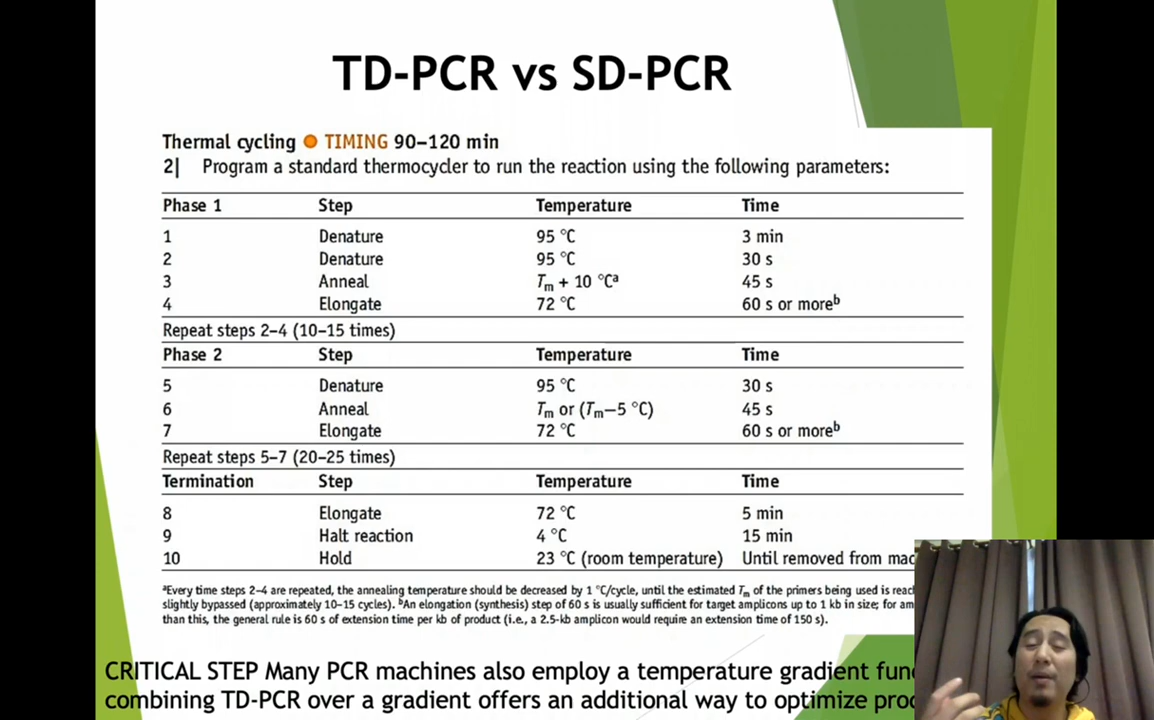 TD-PCR vs SD-PCR
Thermal cycling TIMING 90–120 min
2| Program a standard thermocycler to run the reaction using the following parameters:
Phase 1 Step Temperature Time
1 Denature 95 °C 3 min
2 Denature 95 °C 30 s
3 Anneal Tm + 10 °Cᵃ 45 s
4 Elongate 72 °C 60 s or moreᵇ
Repeat steps 2–4 (10–15 times)
Phase 2 Step Temperature Time
5 Denature 95 °C 30 s
6 Anneal Tm or (Tm–5 °C) 45 s
7 Elongate 72 °C 60 s or moreᵇ
Repeat steps 5–7 (20–25 times)
Termination Step Temperature Time
8 Elongate 72 °C 5 min
9 Halt reaction 4 °C 15 min
10 Hold 23 °C (room temperature) Until removed from
ᵃEvery time steps 2–4 are repeated, the annealing temperature should be decreased by 1 °C/cycle, until the estimated Tm of the primers being used is
slightly bypassed (approximately 10–15 cycles). ᵇAn elongation (synthesis) step of 60 s is usually sufficient for target amplicons up to 1 kb in size; for
than this, the general rule is 60 s of extension time per kb of product (i.e., a 2.5-kb amplicon would require an extension time of 150 s).
CRITICAL STEP Many PCR machines also employ a temperature gradient
combining TD-PCR over a gradient offers an additional way to optimize